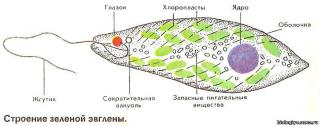 Глазок
Хлоропласты
Ядро
Оболочка
Жгутик
Сократительная вакуоль
Запасные питательные вещества
Строение зеленой эвглены.